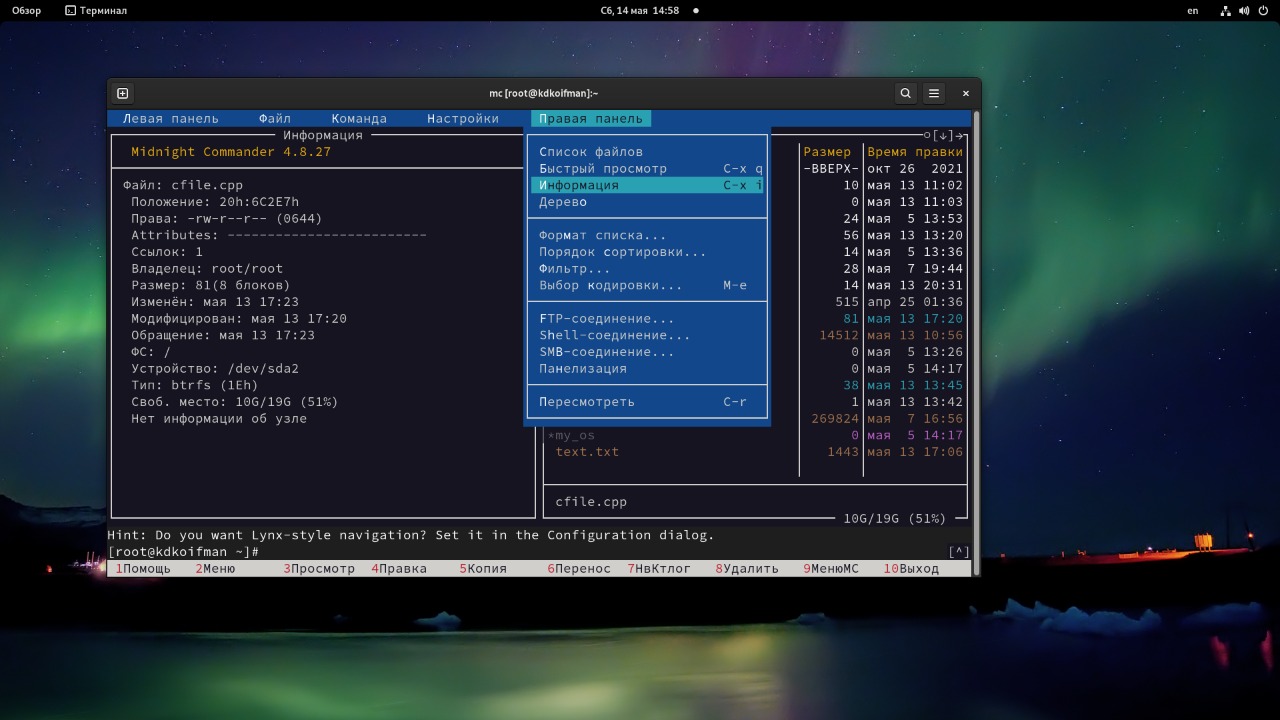 Обзор Терминал Сб, 14 мая 14:58 en
mc [root@kdkoifman]:~
Левая панель Файл Команда Настройки Правая панель
Информация
Midnight Commander 4.8.27
Файл: cfile.cpp
Положение: 20h:6C2E7h
Права: -rw-r--r-- (0644)
Attributes: -------------------------
Ссылок: 1
Владелец: root/root
Размер: 81(8 блоков)
Изменён: мая 13 17:23
Модифицирован: мая 13 17:20
Обращение: мая 13 17:23
ФС: /
Устройство: /dev/sda2
Тип: btrfs (1Eh)
Своб. место: 10G/19G (51%)
Нет информации об узле
Список файлов
Быстрый просмотр C-x q
Информация C-x i
Дерево
Формат списка...
Порядок сортировки...
Фильтр...
Выбор кодировки... M-e
FTP-соединение...
Shell-соединение...
SMB-соединение...
Панелизация
Пересмотреть C-r
[↓]
Размер Время правки
-ВВЕРХ- окт 26 2021
10 мая 13 11:02
0 мая 13 11:03
24 мая 5 13:53
56 мая 13 13:20
14 мая 5 13:36
28 мая 7 19:44
14 мая 13 20:31
515 апр 25 01:36
81 мая 13 17:20
14512 мая 13 10:56
0 мая 5 13:26
0 мая 5 14:17
38 мая 13 13:45
1 мая 13 13:42
269824 мая 7 16:56
*my_os 0 мая 5 14:17
text.txt 1443 мая 13 17:06
cfile.cpp
10G/19G (51%)
Hint: Do you want Lynx-style navigation? Set it in the Configuration dialog.
[root@kdkoifman ~]# [^]
1Помощь 2Меню 3Просмотр 4Правка 5Копия 6Перенос 7НвКтлог 8Удалить 9МенюMC 10Выход